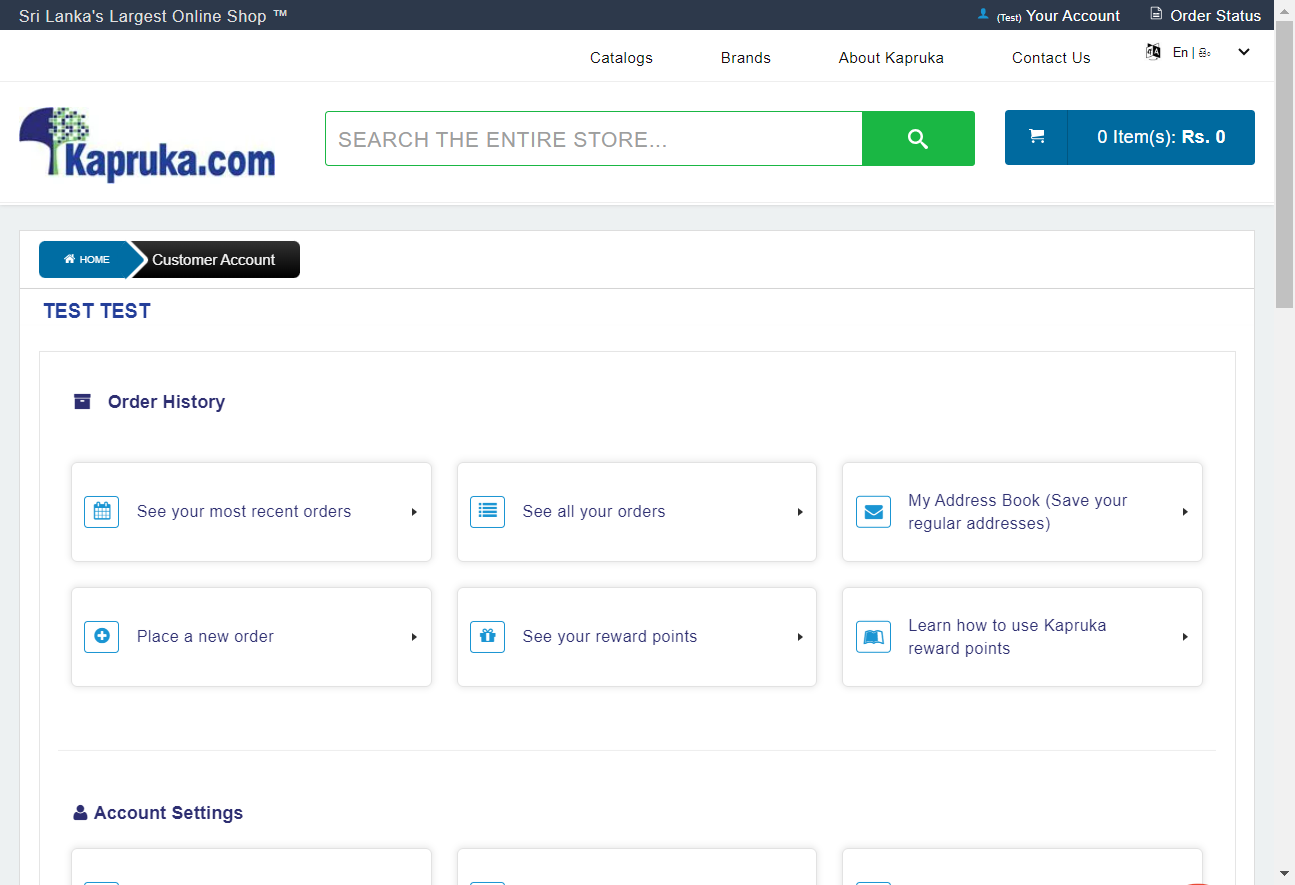 Sri Lanka's Largest Online Shop ™
(Test) Your Account
Order Status
Catalogs
Brands
About Kapruka
Contact Us
En | සිං
Kapruka.com
SEARCH THE ENTIRE STORE...
0 Item(s): Rs. 0
HOME
Customer Account
TEST TEST
Order History
See your most recent orders
See all your orders
My Address Book (Save your
regular addresses)
Place a new order
See your reward points
Learn how to use Kapruka
reward points
Account Settings